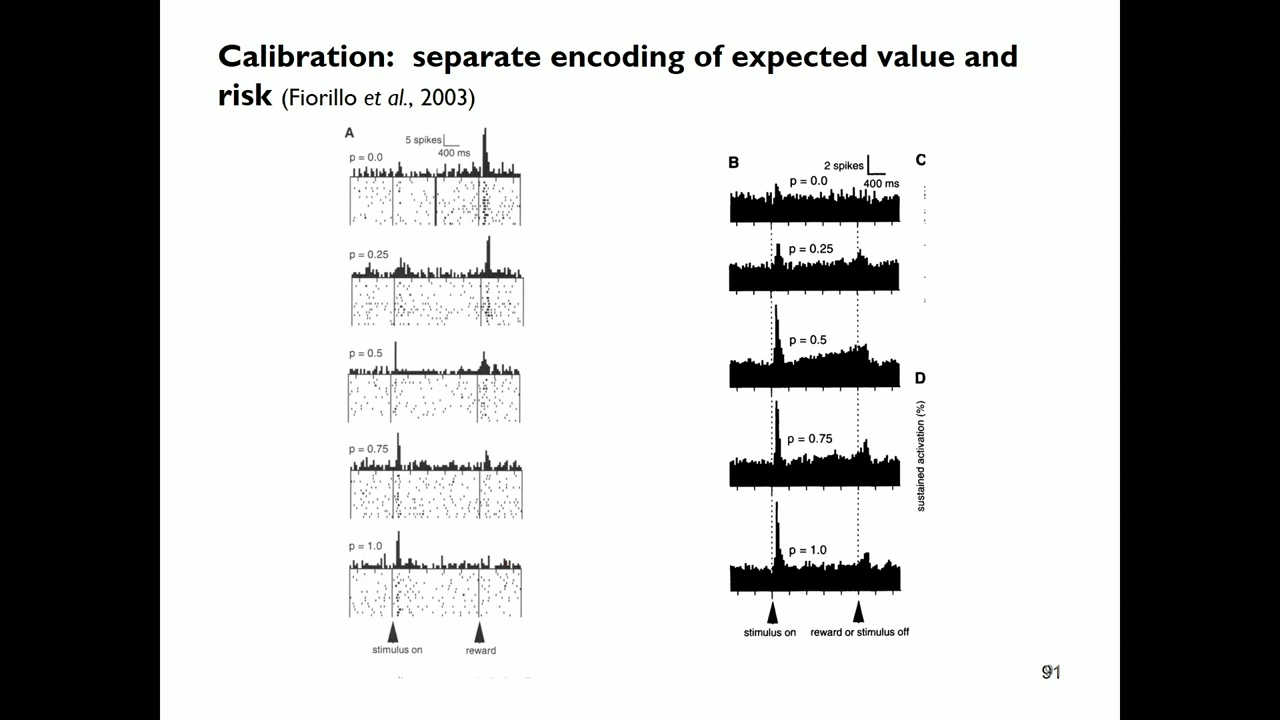 Calibration: separate encoding of expected value and
risk (Fiorillo et al., 2003)
A
5 spikes
400 ms
p = 0.0
p = 0.25
p = 0.5
p = 0.75
p = 1.0
stimulus on
reward
B
2 spikes
400 ms
p = 0.0
p = 0.25
p = 0.5
p = 0.75
p = 1.0
stimulus on
reward or stimulus off
C
D
sustained activation (%)
91